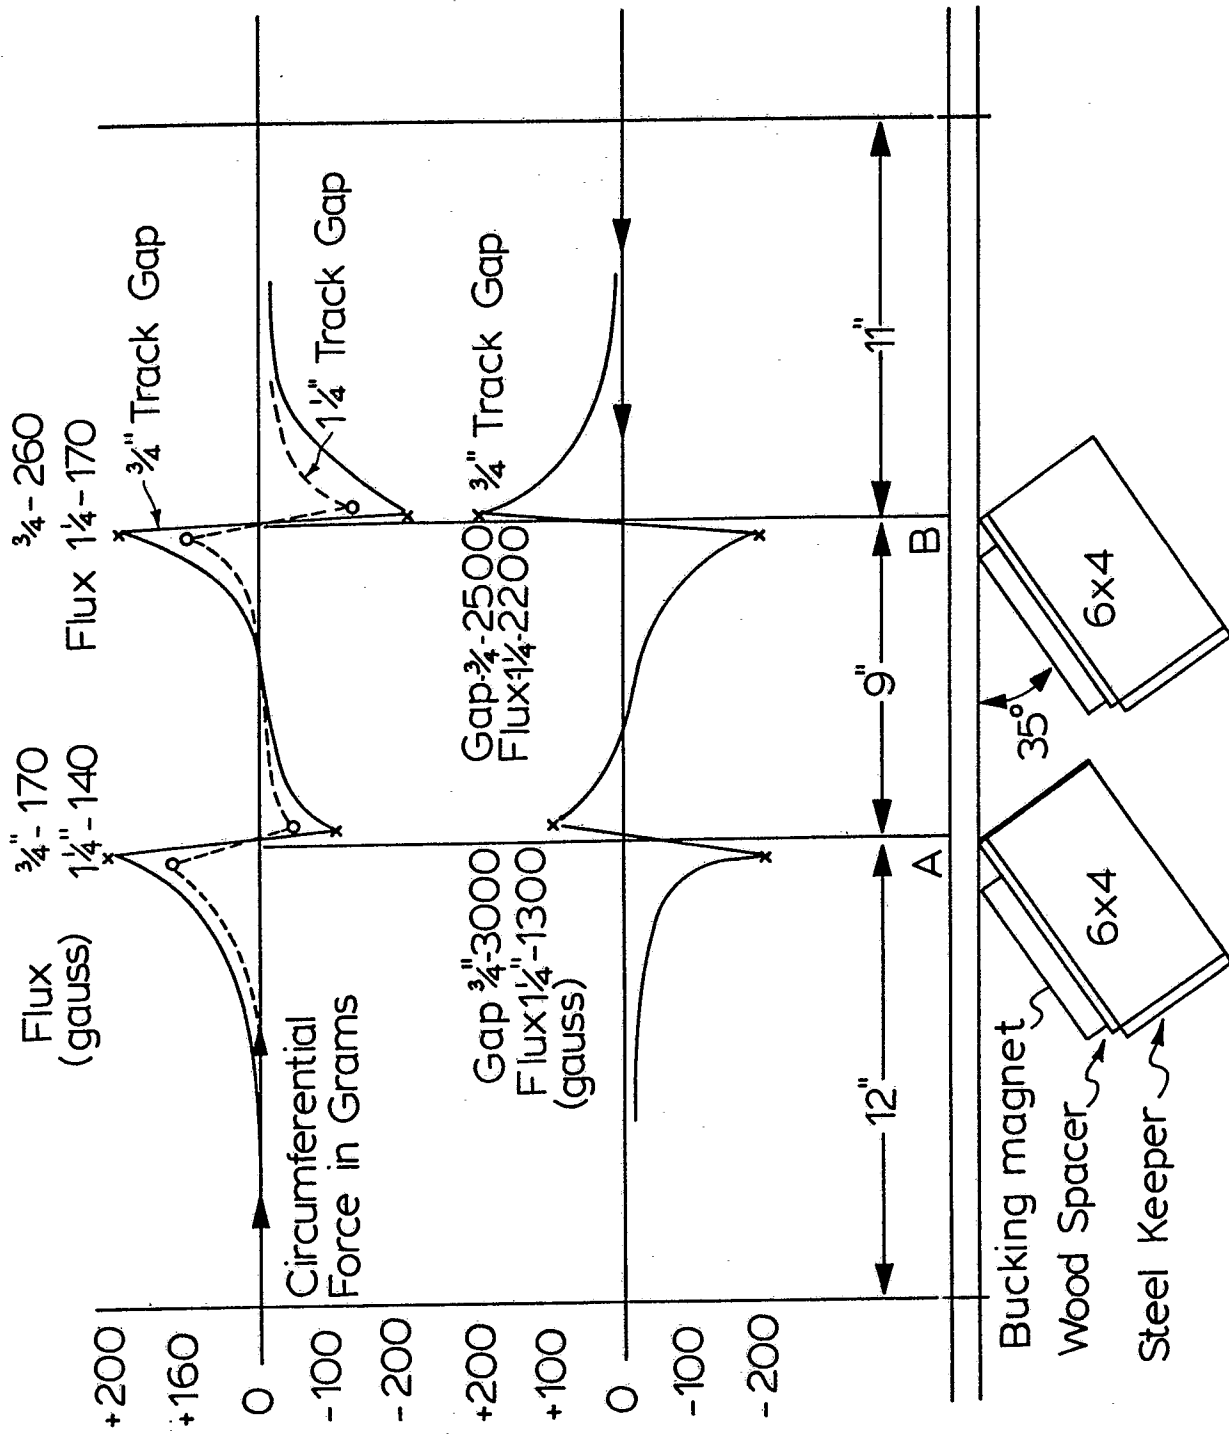 Flux
(gauss)
3/4"-170
1 1/4"-140
3/4-260
Flux 1 1/4-170
3/4" Track Gap
1 1/4" Track Gap
+200
+160
0
-100
-200
Circumferential
Force in Grams
Gap 3/4"-3000
Flux 1 1/4"-1300
(gauss)
Gap-3/4-2500
Flux-1 1/4-2200
3/4" Track Gap
+200
+100
0
-100
-200
12"
9"
11"
A
B
35°
6x4
6x4
Bucking magnet
Wood Spacer
Steel Keeper